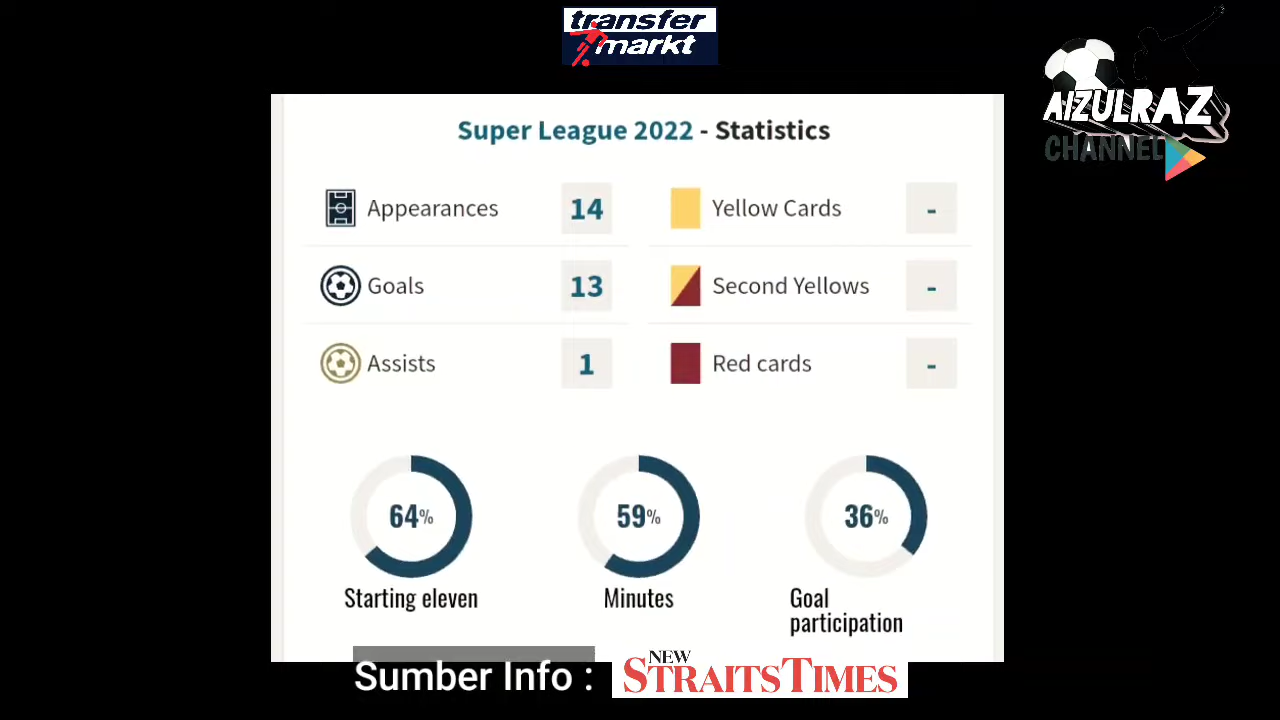 transfer
markt
AIZULRAZ
CHANNEL
Super League 2022 - Statistics
Appearances 14 Yellow Cards -
Goals 13 Second Yellows -
Assists 1 Red cards -
64% 59% 36%
Starting eleven Minutes Goal
participation
Sumber Info :
NEW
STRAITS TIMES